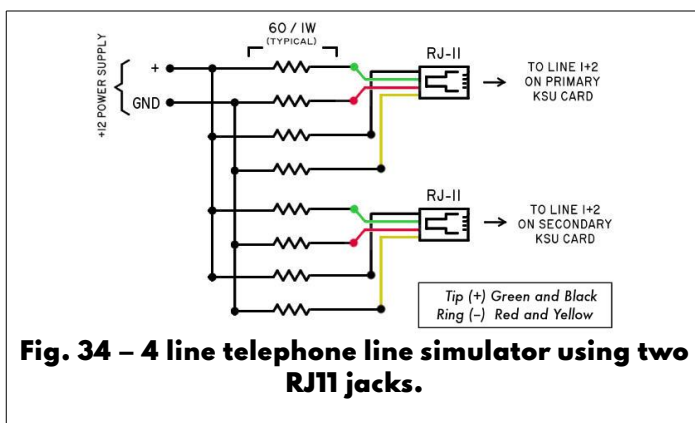 60 / 1W
(TYPICAL)
+12 POWER SUPPLY
+
GND
RJ-11
TO LINE 1+2
ON PRIMARY
KSU CARD
RJ-11
TO LINE 1+2
ON SECONDARY
KSU CARD
Tip (+) Green and Black
Ring (–) Red and Yellow
Fig. 34 – 4 line telephone line simulator using two
RJ11 jacks.